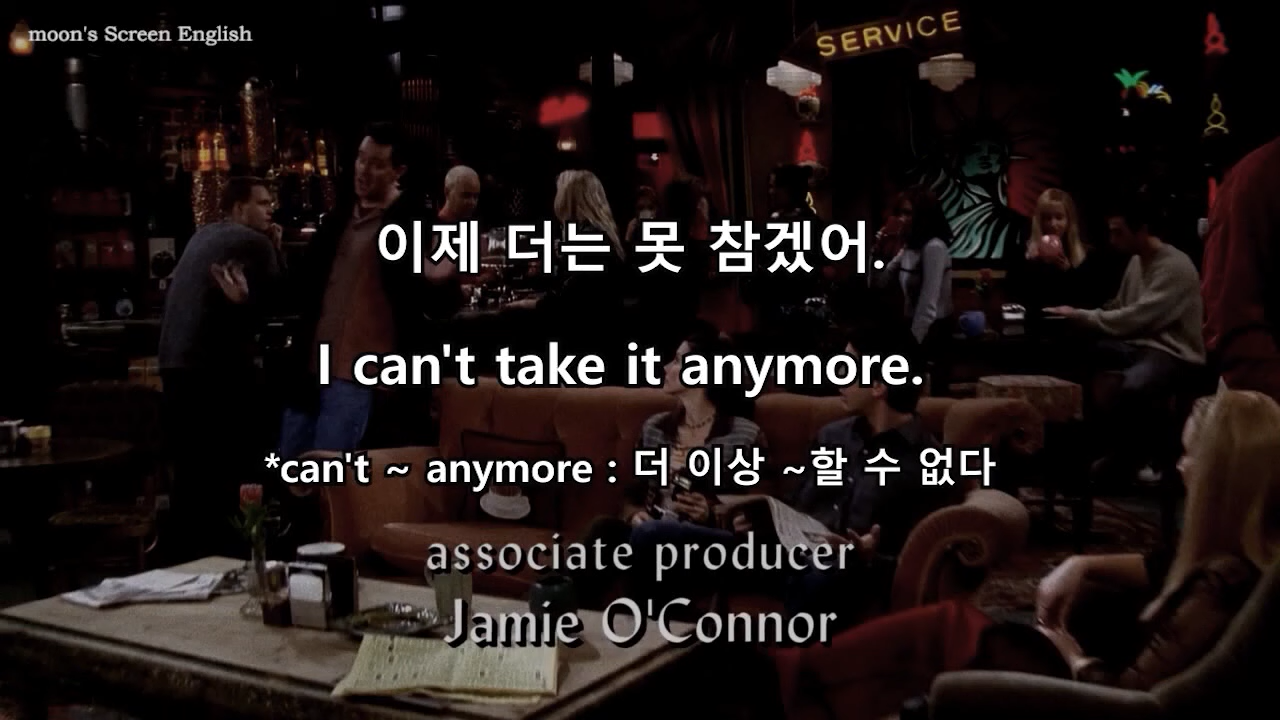 moon's Screen English
SERVICE
이제 더는 못 참겠어.
I can't take it anymore.
*can't ~ anymore : 더 이상 ~할 수 없다
associate producer
Jamie O'Connor